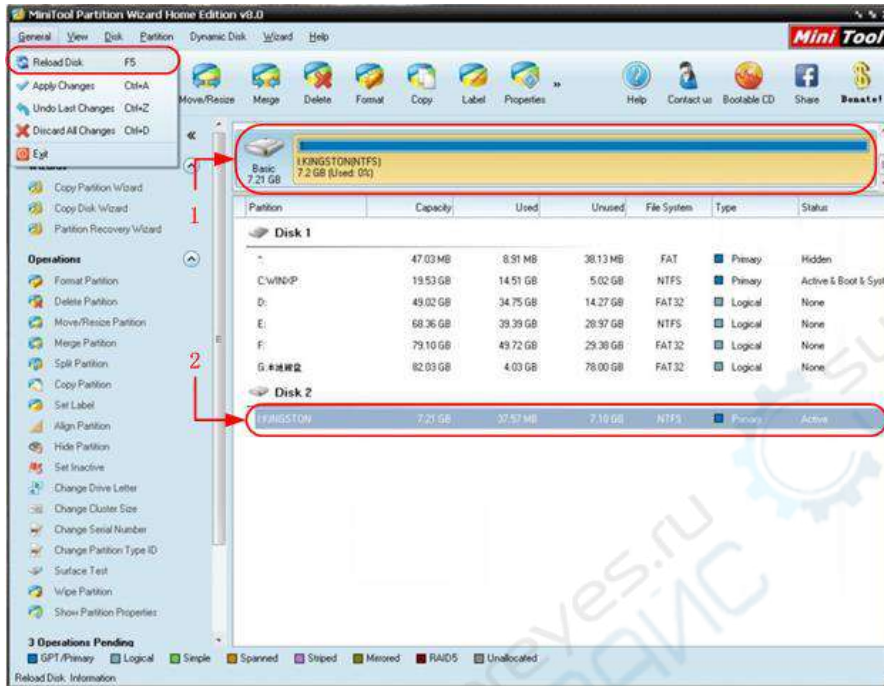 MiniTool Partition Wizard Home Edition v8.0
General View Disk Partition Dynamic Disk Wizard Help
Mini Tool
Reload Disk F5
Apply Changes Ctrl+A
Undo Last Changes Ctrl+Z
Discard All Changes Ctrl+D
Exit
Move/Resize Merge Delete Format Copy Label Properties » Help Contact us Bootable CD Share Donate!
«
Basic
7.21 GB
I:KINGSTON(NTFS)
7.2 GB (Used: 0%)
1
Copy Partition Wizard
Copy Disk Wizard
Partition Recovery Wizard
Operations
Format Partition
Delete Partition
Move/Resize Partition
Merge Partition
Split Partition
Copy Partition
Set Label
Align Partition
Hide Partition
Set Inactive
Change Drive Letter
Change Cluster Size
Change Serial Number
Change Partition Type ID
Surface Test
Wipe Partition
Show Partition Properties
3 Operations Pending
Partition Capacity Used Unused File System Type Status
Disk 1
*: 47.03 MB 8.91 MB 38.13 MB FAT Primary Hidden
C:WINXP 19.53 GB 14.51 GB 5.02 GB NTFS Primary Active & Boot & Syst
D: 49.02 GB 34.75 GB 14.27 GB FAT32 Logical None
E: 68.36 GB 39.39 GB 28.97 GB NTFS Logical None
F: 79.10 GB 49.72 GB 29.38 GB FAT32 Logical None
G: 82.03 GB 4.03 GB 78.00 GB FAT32 Logical None
2
Disk 2
I:KINGSTON 7.21 GB 37.57 MB 7.18 GB NTFS Primary Active
GPT/Primary Logical Simple Spanned Striped Mirrored RAID5 Unallocated
Reload Disk Information